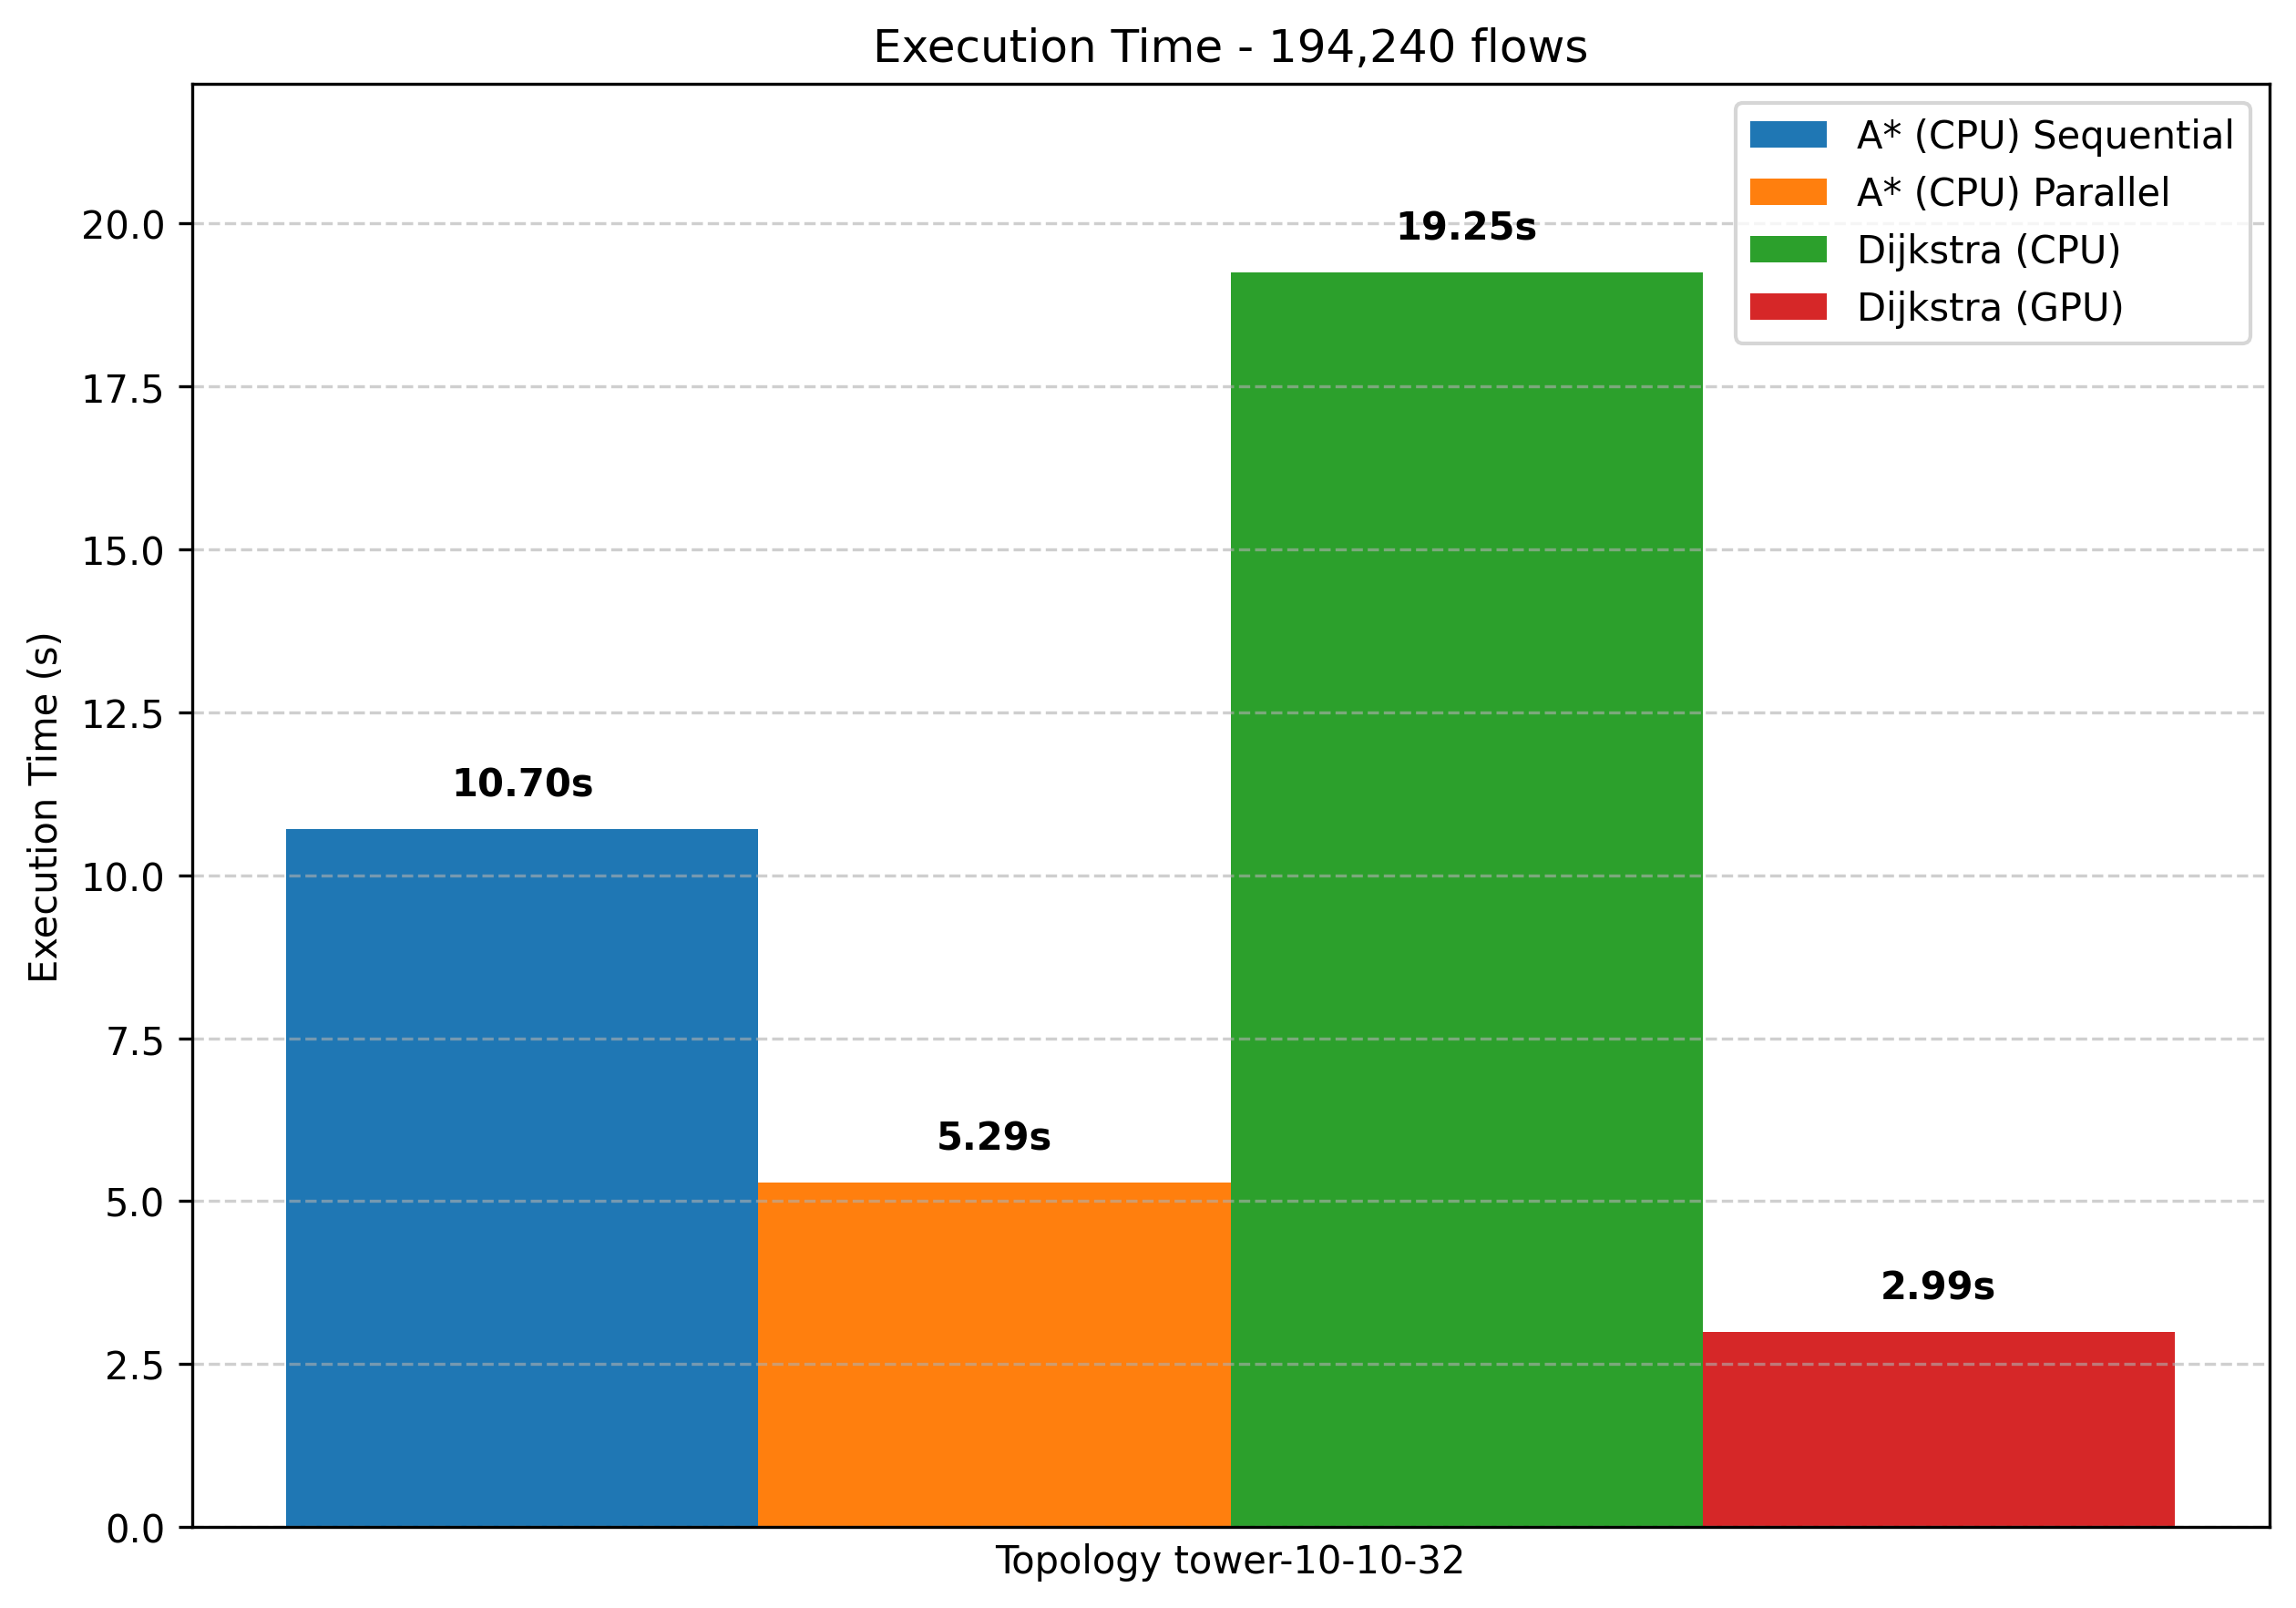 Execution Time - 194,240 flows
A* (CPU) Sequential
A* (CPU) Parallel
Dijkstra (CPU)
Dijkstra (GPU)
Execution Time (s)
20.0
17.5
15.0
12.5
10.0
7.5
5.0
2.5
0.0
10.70s
5.29s
19.25s
2.99s
Topology tower-10-10-32